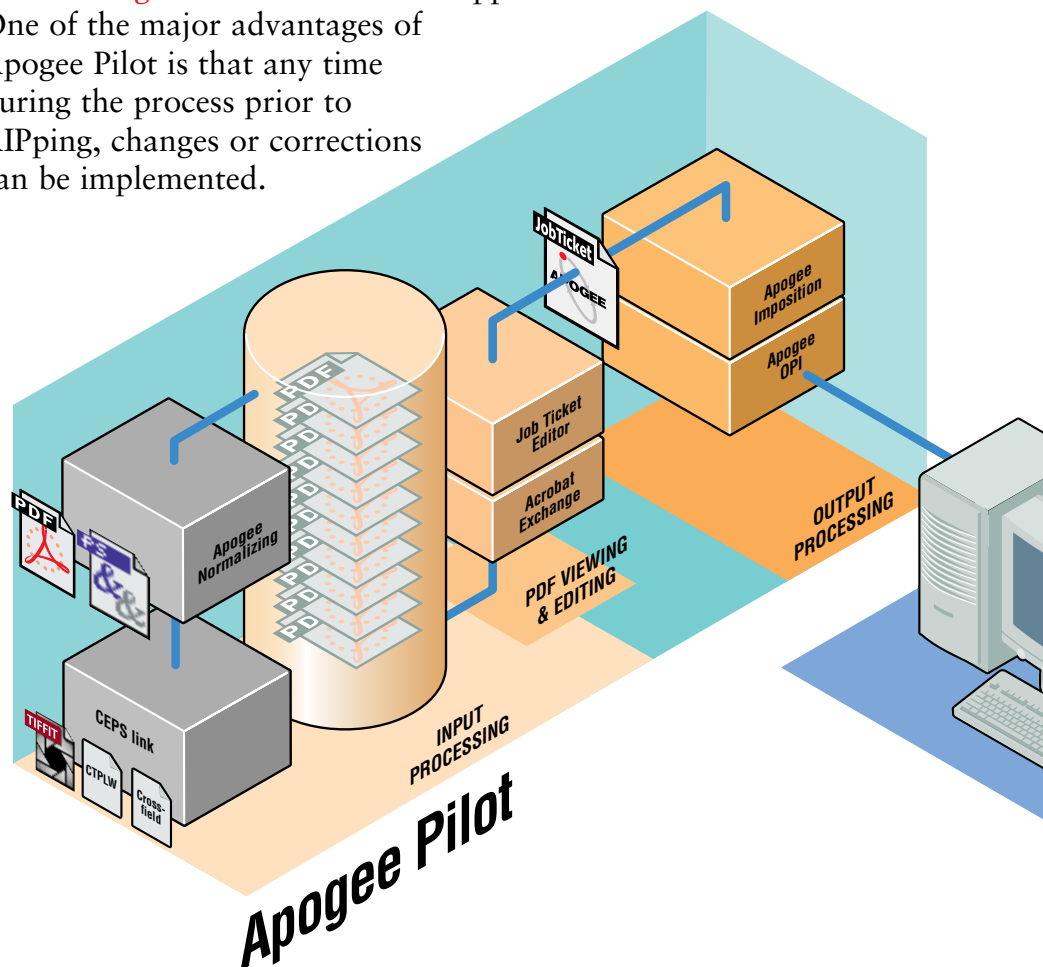 One of the major advantages of
Apogee Pilot is that any time
during the process prior to
RIPping, changes or corrections
can be implemented.
JobTicket
APOGEE
Apogee
Imposition
Apogee
OPI
PDF
PDF
PD
PD
PD
PD
PD
PD
PD
PD
Job Ticket
Editor
Acrobat
Exchange
PS
Apogee
Normalizing
OUTPUT
PROCESSING
PDF VIEWING
& EDITING
CEPS link
TIFFIT
CTPLW
Cross-
field
INPUT
PROCESSING
Apogee Pilot